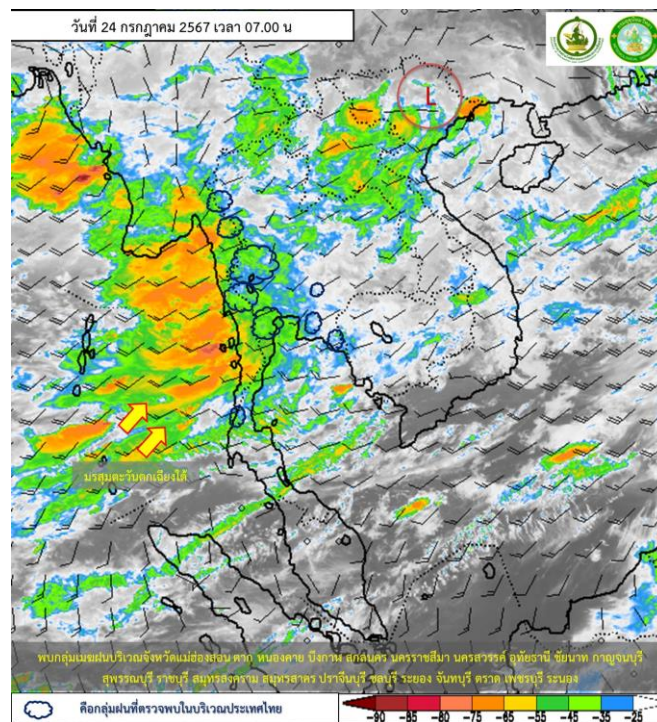 วันที่ 24 กรกฎาคม 2567 เวลา 07.00 น
L
มรสุมตะวันตกเฉียงใต้
พบกลุ่มเมฆฝนบริเวณจังหวัดแม่ฮ่องสอน ตาก หนองคาย บึงกาฬ สกลนคร นครราชสีมา นครสวรรค์ อุทัยธานี ชัยนาท กาญจนบุรี
สุพรรณบุรี ราชบุรี สมุทรสงคราม สมุทรสาคร ปราจีนบุรี ชลบุรี ระยอง จันทบุรี ตราด เพชรบุรี ระนอง
คือกลุ่มฝนที่ตรวจพบในบริเวณประเทศไทย
-90 -85 -80 -75 -70 -65 -60 -55 -50 -45 -40 -35 -30 -25